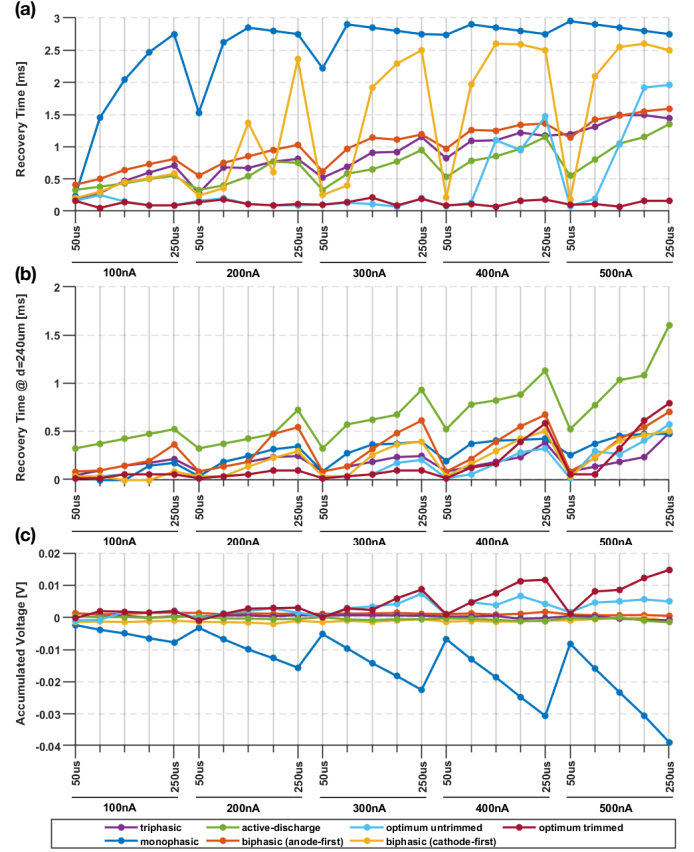 (a)
Recovery Time [ms]
3
2.5
2
1.5
1
0.5
0
50us 250us 50us 250us 50us 250us 50us 250us 50us 250us
100nA 200nA 300nA 400nA 500nA
(b)
Recovery Time @ d=240um [ms]
2
1.5
1
0.5
0
50us 250us 50us 250us 50us 250us 50us 250us 50us 250us
100nA 200nA 300nA 400nA 500nA
(c)
Accumulated Voltage [V]
0.02
0.01
0
-0.01
-0.02
-0.03
-0.04
50us 250us 50us 250us 50us 250us 50us 250us 50us 250us
100nA 200nA 300nA 400nA 500nA
triphasic active-discharge optimum untrimmed optimum trimmed
monophasic biphasic (anode-first) biphasic (cathode-first)